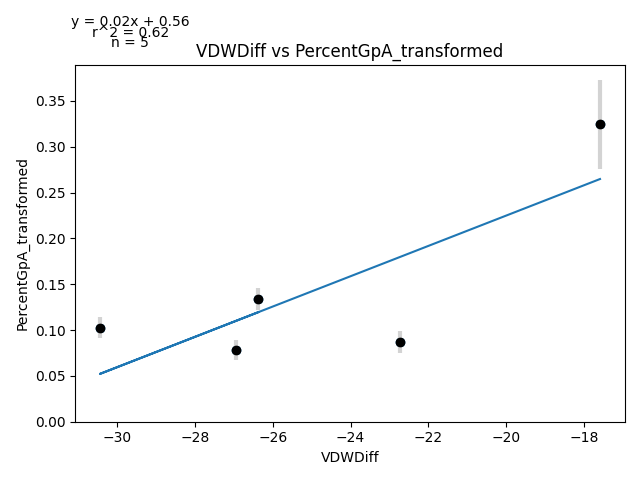 y = 0.02x + 0.56
r^2 = 0.62
n = 5
VDWDiff vs PercentGpA_transformed
PercentGpA_transformed
0.35
0.30
0.25
0.20
0.15
0.10
0.05
0.00
−30
−28
−26
−24
−22
−20
−18
VDWDiff